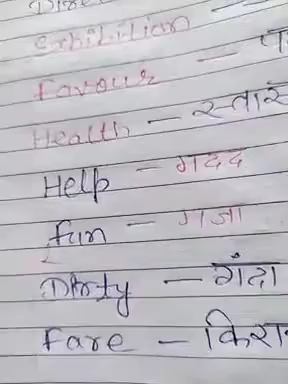 Exhibition —
Favour — प
Health — स्वास्
Help — मदद
fun — मजा
Dirty — गंदा
Fare — किरा